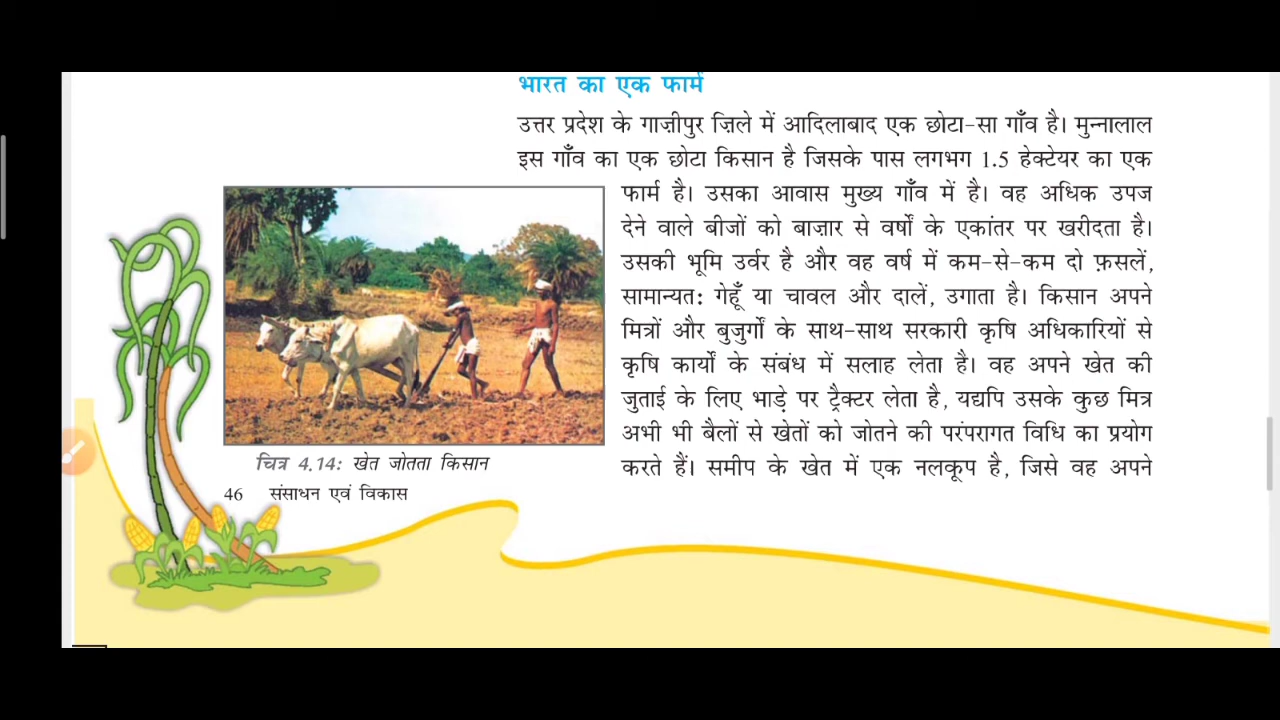 भारत का एक फार्म
उत्तर प्रदेश के गाज़ीपुर ज़िले में आदिलाबाद एक छोटा-सा गाँव है। मुन्नालाल
इस गाँव का एक छोटा किसान है जिसके पास लगभग 1.5 हेक्टेयर का एक
फार्म है। उसका आवास मुख्य गाँव में है। वह अधिक उपज
देने वाले बीजों को बाज़ार से वर्षों के एकांतर पर खरीदता है।
उसकी भूमि उर्वर है और वह वर्ष में कम-से-कम दो फ़सलें,
सामान्यत: गेहूँ या चावल और दालें, उगाता है। किसान अपने
मित्रों और बुज़ुर्गों के साथ-साथ सरकारी कृषि अधिकारियों से
कृषि कार्यों के संबंध में सलाह लेता है। वह अपने खेत की
जुताई के लिए भाड़े पर ट्रैक्टर लेता है, यद्यपि उसके कुछ मित्र
अभी भी बैलों से खेतों को जोतने की परंपरागत विधि का प्रयोग
करते हैं। समीप के खेत में एक नलकूप है, जिसे वह अपने
चित्र 4.14: खेत जोतता किसान
46 संसाधन एवं विकास